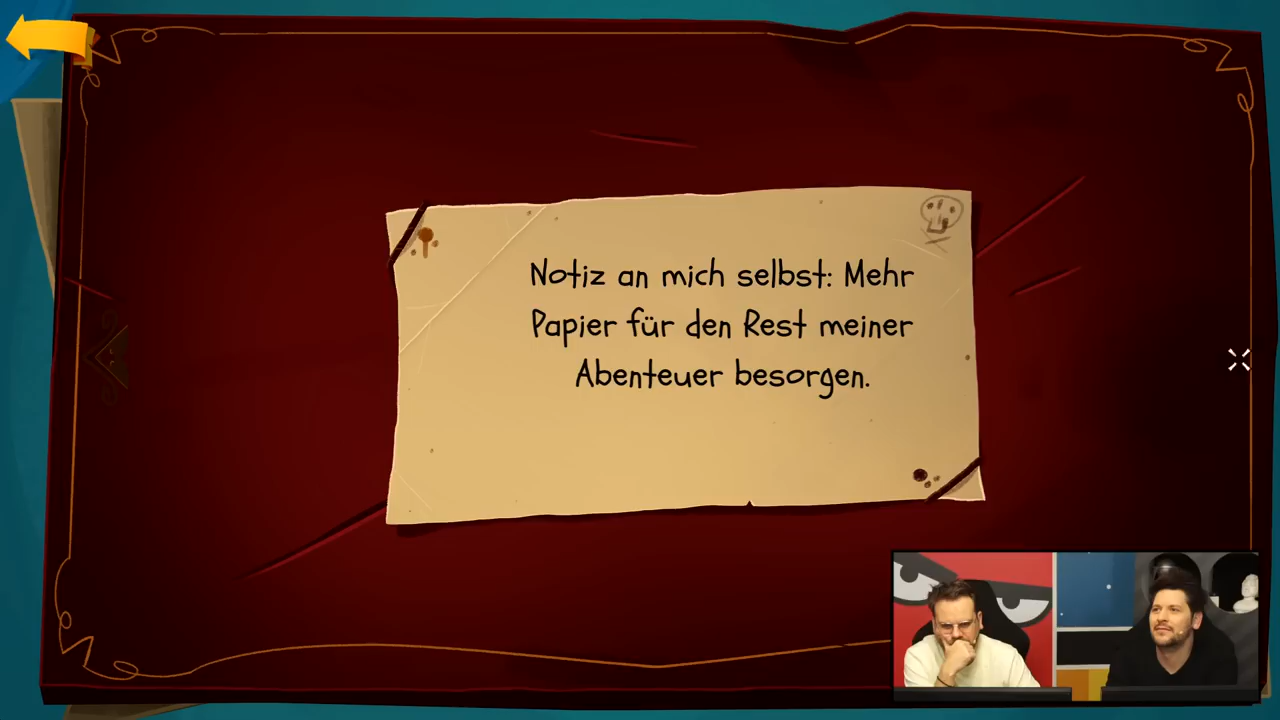 Notiz an mich selbst: Mehr
Papier für den Rest meiner
Abenteuer besorgen.